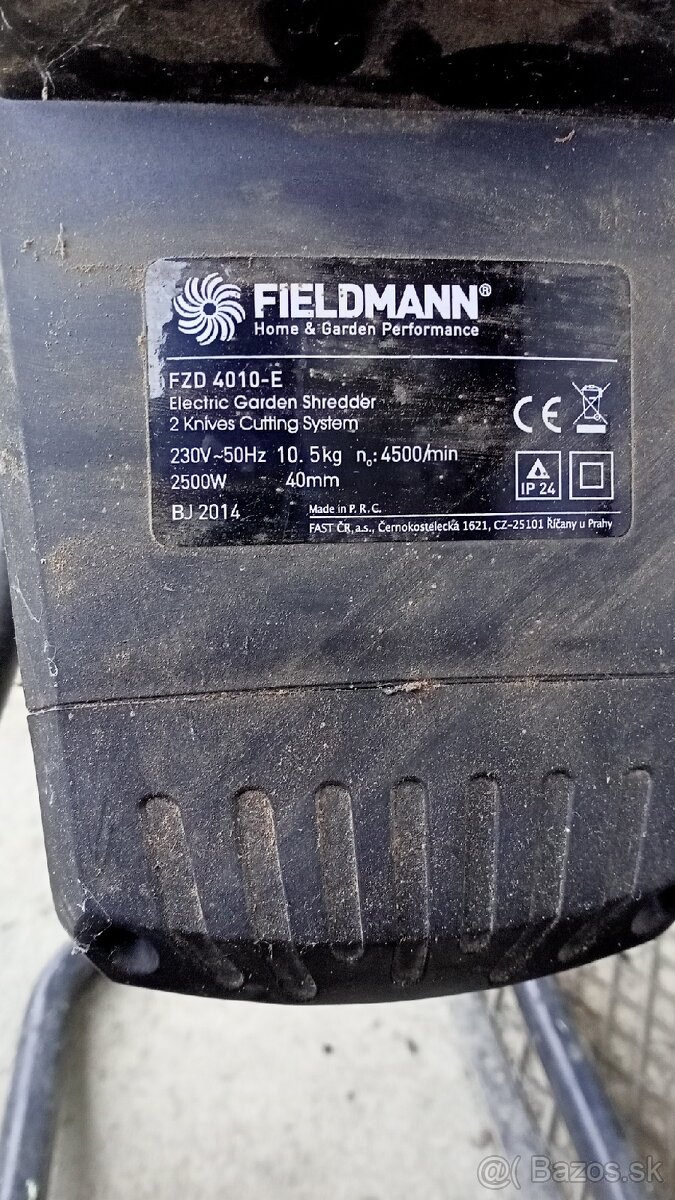 FIELDMANN®
Home & Garden Performance
FZD 4010-E
Electric Garden Shredder
2 Knives Cutting System
230V~50Hz 10. 5kg n₀: 4500/min
2500W 40mm
IP 24
BJ 2014 Made in P. R. C.
FAST ČR, a.s., Černokostelecká 1621, CZ-25101 Říčany u Prahy
CE
@( Bazos.sk